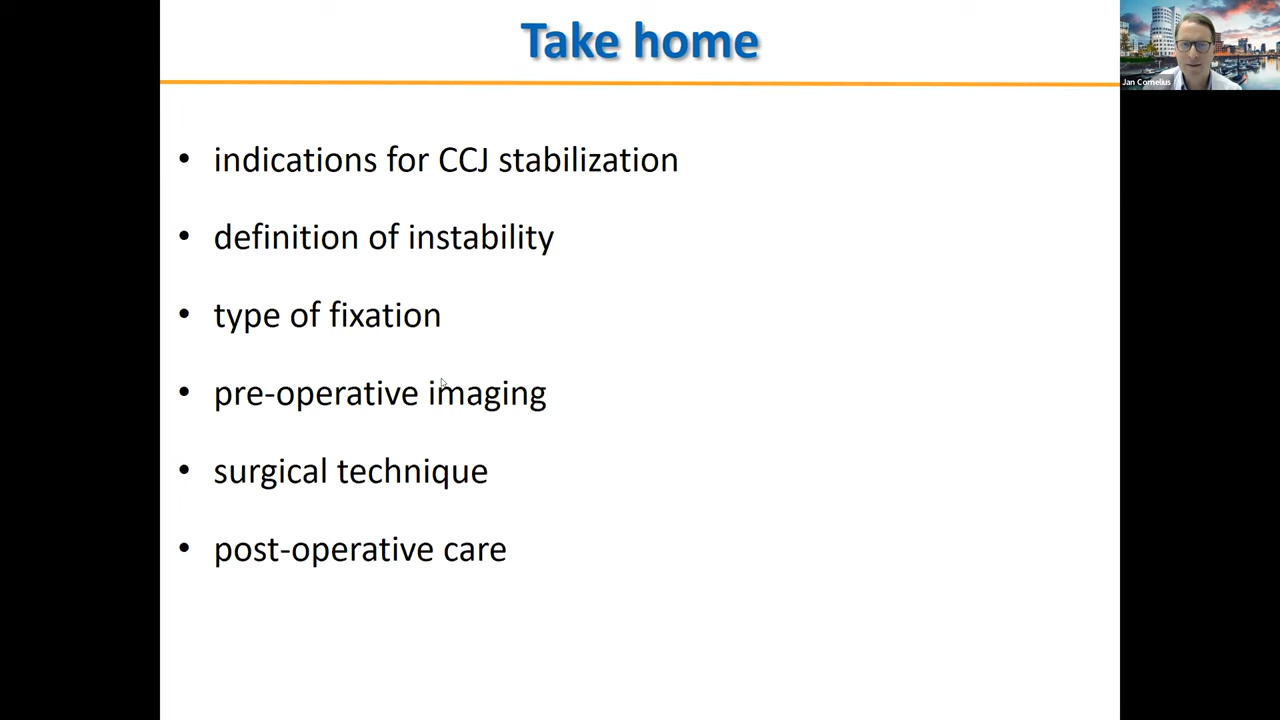 Take home
Jan Cornelius
• indications for CCJ stabilization
• definition of instability
• type of fixation
• pre-operative imaging
• surgical technique
• post-operative care